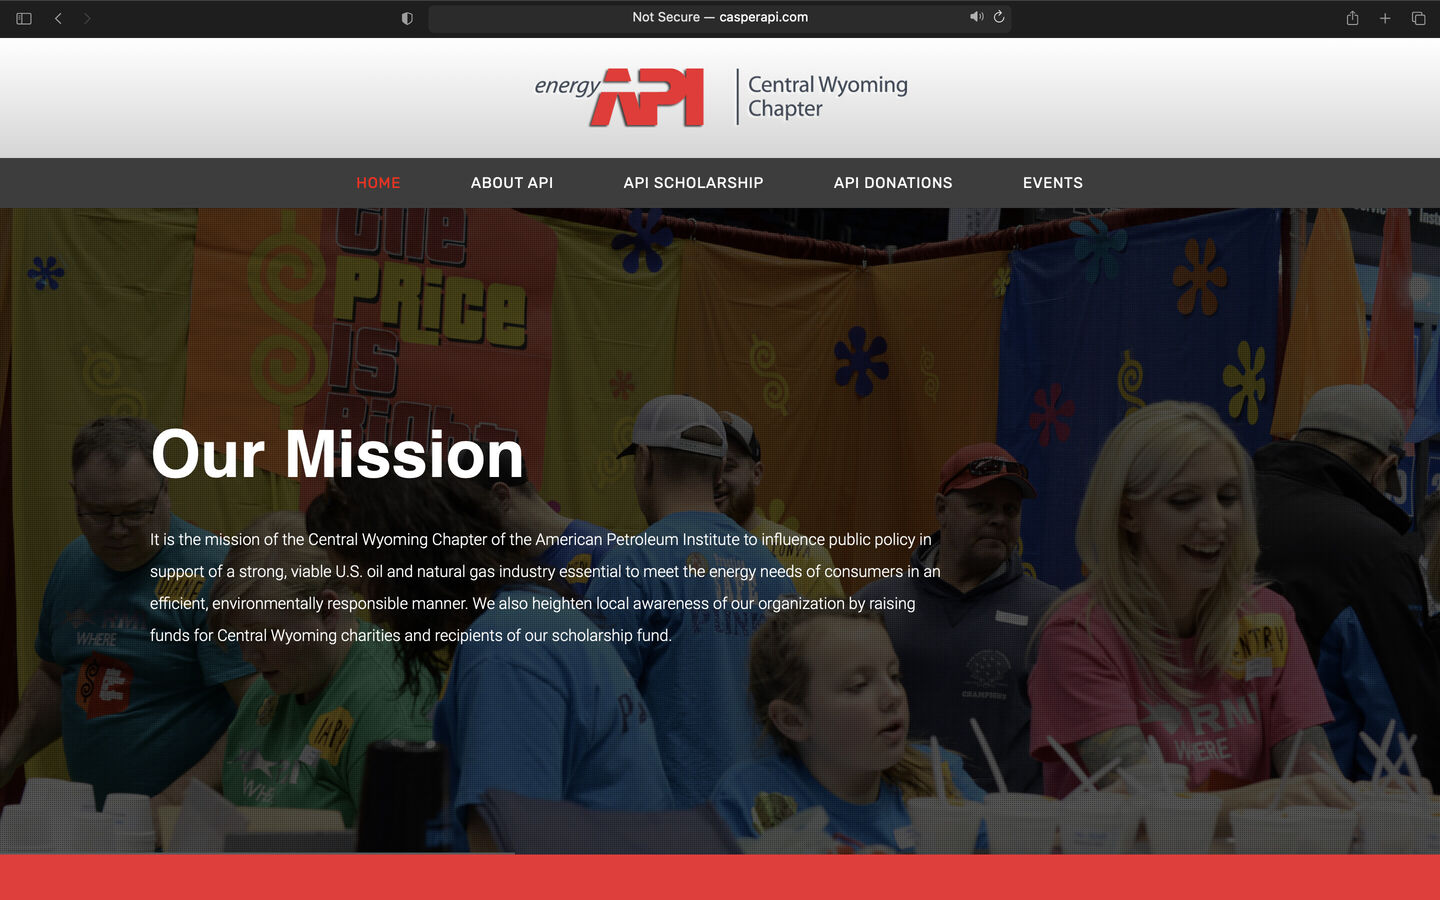 Not Secure — casperapi.com
energy API
Central Wyoming
Chapter
HOME
ABOUT API
API SCHOLARSHIP
API DONATIONS
EVENTS
The
PRiCe
iS
Right
Our Mission
It is the mission of the Central Wyoming Chapter of the American Petroleum Institute to influence public policy in
support of a strong, viable U.S. oil and natural gas industry essential to meet the energy needs of consumers in an
efficient, environmentally responsible manner. We also heighten local awareness of our organization by raising
funds for Central Wyoming charities and recipients of our scholarship fund.
WHERE
CHAMPIONS
WHERE